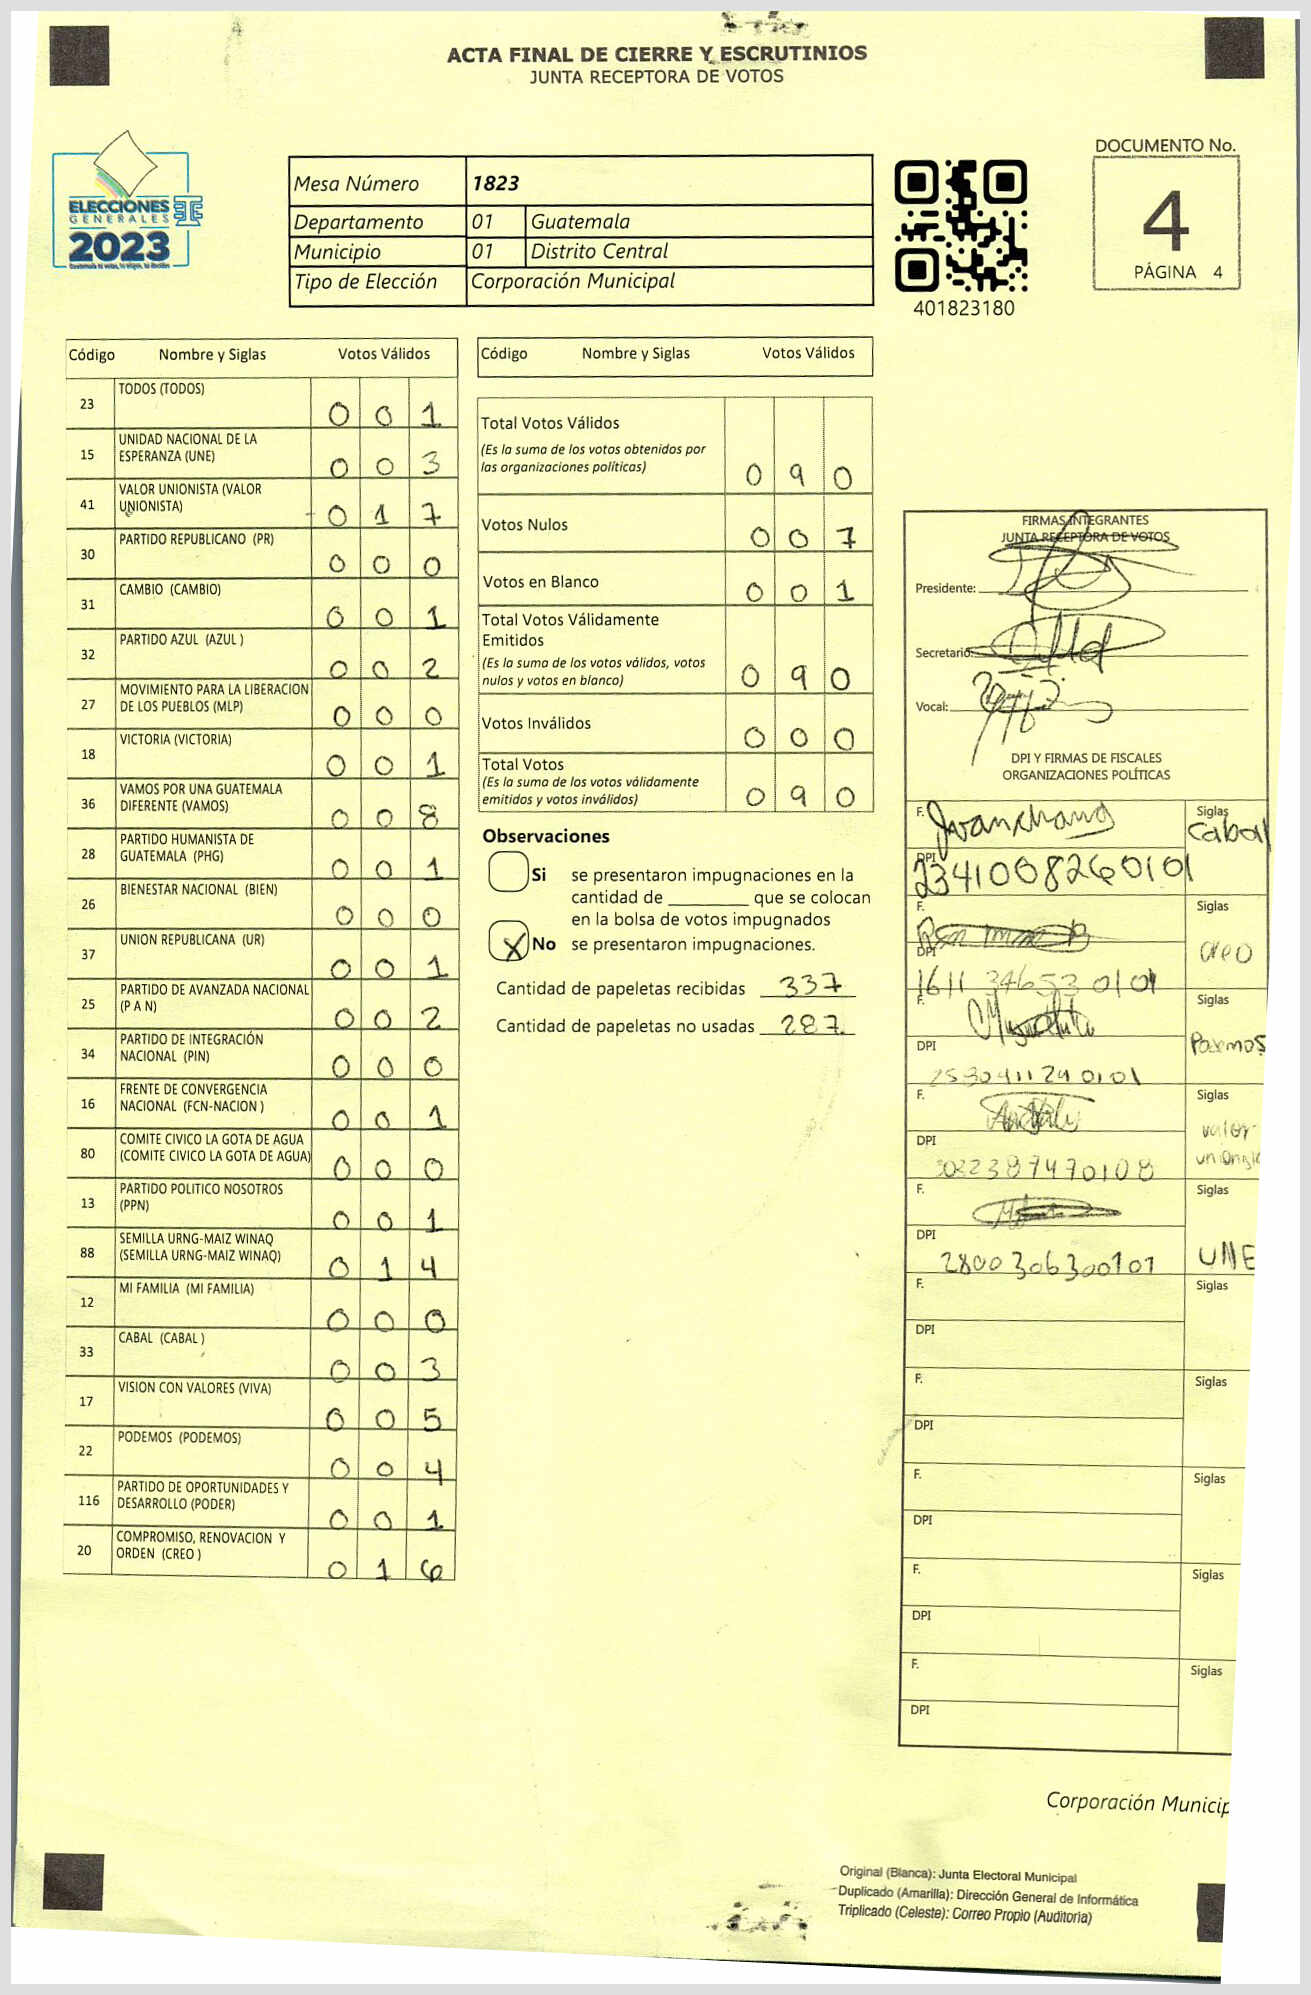 ACTA FINAL DE CIERRE Y ESCRUTINIOS
JUNTA RECEPTORA DE VOTOS
ELECCIONES
GENERALES
2023
Mesa Número 1823
Departamento 01 Guatemala
Municipio 01 Distrito Central
Tipo de Elección Corporación Municipal
401823180
DOCUMENTO No.
4
PÁGINA 4
Código Nombre y Siglas Votos Válidos
23 TODOS (TODOS) 0 0 1
15 UNIDAD NACIONAL DE LA
ESPERANZA (UNE) 0 0 3
41 VALOR UNIONISTA (VALOR
UNIONISTA) 0 1 7
30 PARTIDO REPUBLICANO (PR) 0 0 0
31 CAMBIO (CAMBIO) 0 0 1
32 PARTIDO AZUL (AZUL ) 0 0 2
27 MOVIMIENTO PARA LA LIBERACION
DE LOS PUEBLOS (MLP) 0 0 0
18 VICTORIA (VICTORIA) 0 0 1
36 VAMOS POR UNA GUATEMALA
DIFERENTE (VAMOS) 0 0 8
28 PARTIDO HUMANISTA DE
GUATEMALA (PHG) 0 0 1
26 BIENESTAR NACIONAL (BIEN) 0 0 0
37 UNION REPUBLICANA (UR) 0 0 1
25 PARTIDO DE AVANZADA NACIONAL
(P A N) 0 0 2
34 PARTIDO DE INTEGRACIÓN
NACIONAL (PIN) 0 0 0
16 FRENTE DE CONVERGENCIA
NACIONAL (FCN-NACION ) 0 0 1
80 COMITE CIVICO LA GOTA DE AGUA
(COMITE CIVICO LA GOTA DE AGUA) 0 0 0
13 PARTIDO POLITICO NOSOTROS
(PPN) 0 0 1
88 SEMILLA URNG-MAIZ WINAQ
(SEMILLA URNG-MAIZ WINAQ) 0 1 4
12 MI FAMILIA (MI FAMILIA) 0 0 0
33 CABAL (CABAL ) 0 0 3
17 VISION CON VALORES (VIVA) 0 0 5
22 PODEMOS (PODEMOS) 0 0 4
116 PARTIDO DE OPORTUNIDADES Y
DESARROLLO (PODER) 0 0 1
20 COMPROMISO, RENOVACION Y
ORDEN (CREO ) 0 1 6
Código Nombre y Siglas Votos Válidos
Total Votos Válidos
(Es la suma de los votos obtenidos por
las organizaciones políticas) 0 9 0
Votos Nulos 0 0 7
Votos en Blanco 0 0 1
Total Votos Válidamente
Emitidos
(Es la suma de los votos válidos, votos
nulos y votos en blanco) 0 9 0
Votos Inválidos 0 0 0
Total Votos
(Es la suma de los votos válidamente
emitidos y votos inválidos) 0 9 0
Observaciones
Si se presentaron impugnaciones en la
cantidad de ________ que se colocan
en la bolsa de votos impugnados
X No se presentaron impugnaciones.
Cantidad de papeletas recibidas 337
Cantidad de papeletas no usadas 287
FIRMAS INTEGRANTES
JUNTA RECEPTORA DE VOTOS
Presidente:
Secretario:
Vocal:
DPI Y FIRMAS DE FISCALES
ORGANIZACIONES POLÍTICAS
F. Siglas
Cabal
DPI
2341008260101
F. Siglas
creo
DPI
1611 34653 0101
F. Siglas
Podemos
DPI
F. Siglas
valor
DPI
3022387470108
F. Siglas
DPI
2800306300101 UNE
F. Siglas
DPI
F. Siglas
DPI
F. Siglas
DPI
F. Siglas
DPI
F. Siglas
DPI
Corporación Municip
Original (Blanca): Junta Electoral Municipal
Duplicado (Amarilla): Dirección General de Informática
Triplicado (Celeste): Correo Propio (Auditoria)